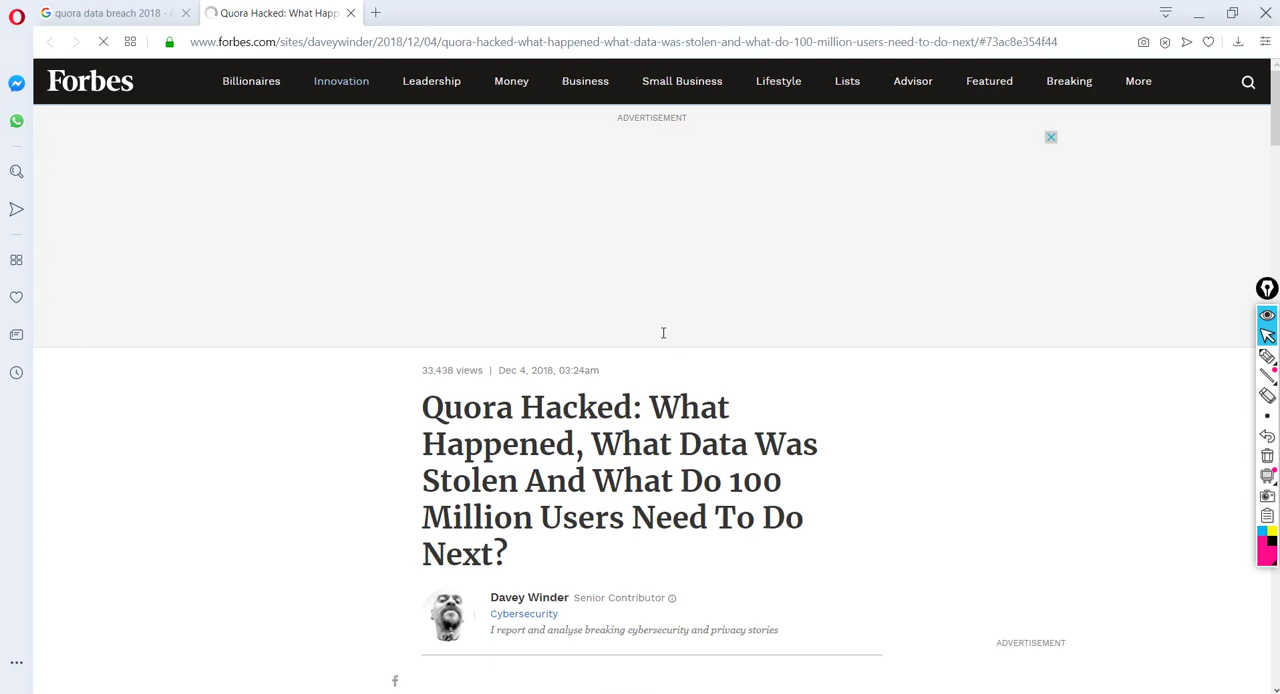 quora data breach 2018 -
Quora Hacked: What Happ
www.forbes.com/sites/daveywinder/2018/12/04/quora-hacked-what-happened-what-data-was-stolen-and-what-do-100-million-users-need-to-do-next/#73ac8e354f44
Forbes
Billionaires Innovation Leadership Money Business Small Business Lifestyle Lists Advisor Featured Breaking More
ADVERTISEMENT
33,438 views | Dec 4, 2018, 03:24am
Quora Hacked: What
Happened, What Data Was
Stolen And What Do 100
Million Users Need To Do
Next?
Davey Winder Senior Contributor
Cybersecurity
I report and analyse breaking cybersecurity and privacy stories
ADVERTISEMENT